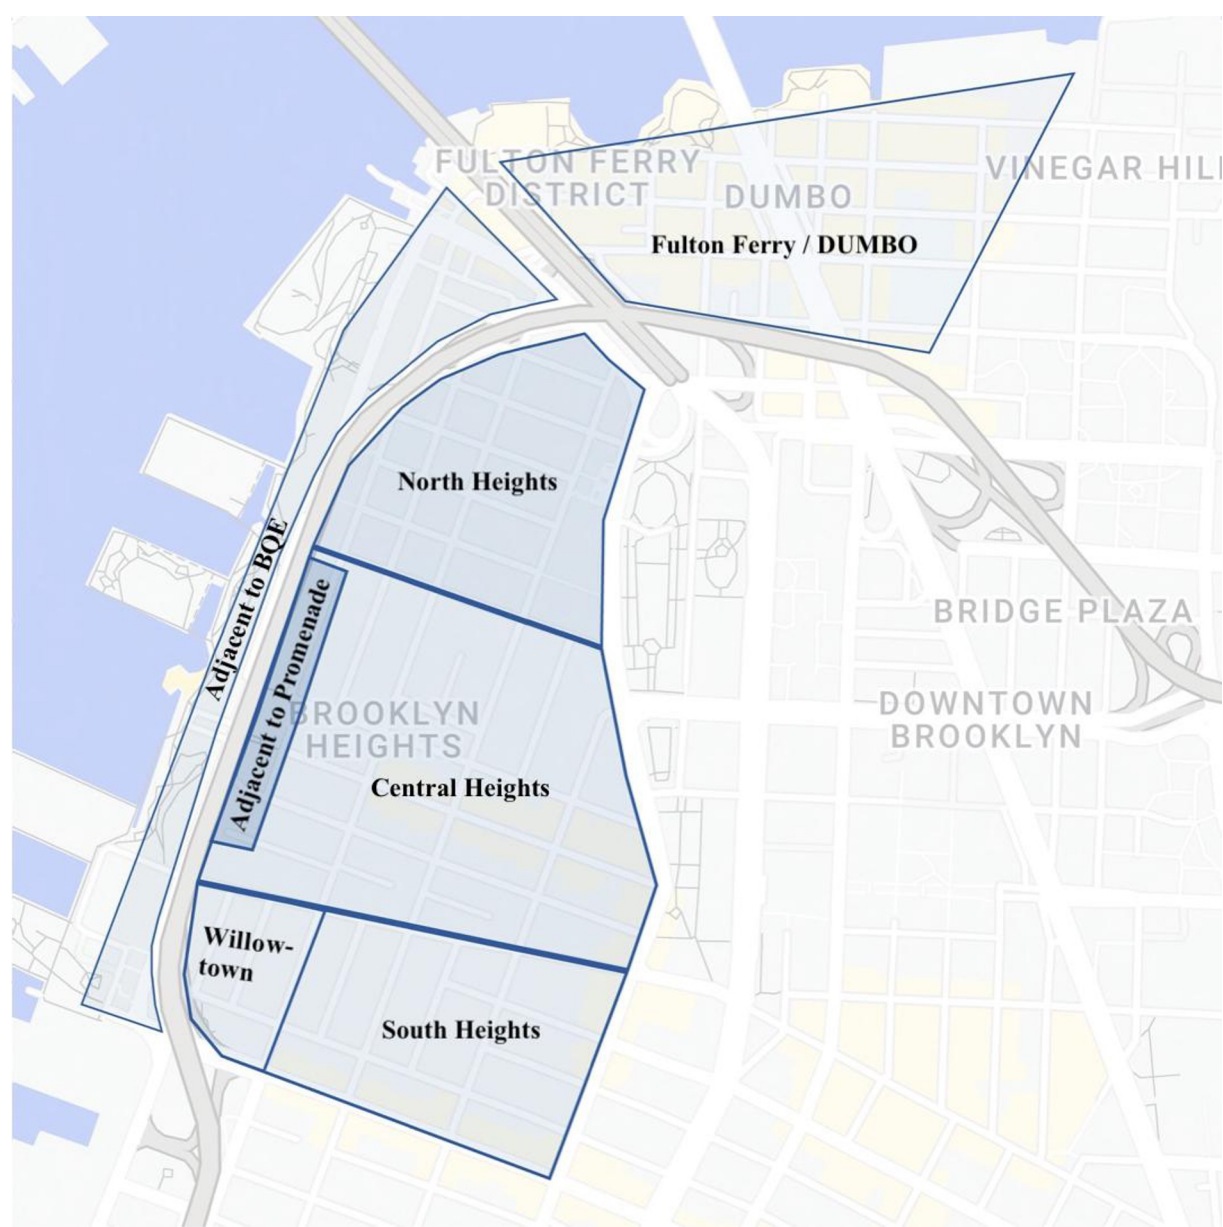 FULTON FERRY
DISTRICT
DUMBO
VINEGAR HILL
Fulton Ferry / DUMBO
North Heights
Adjacent to BQE
Adjacent to Promenade
BRIDGE PLAZA
BROOKLYN
HEIGHTS
DOWNTOWN
BROOKLYN
Central Heights
Willow-
town
South Heights